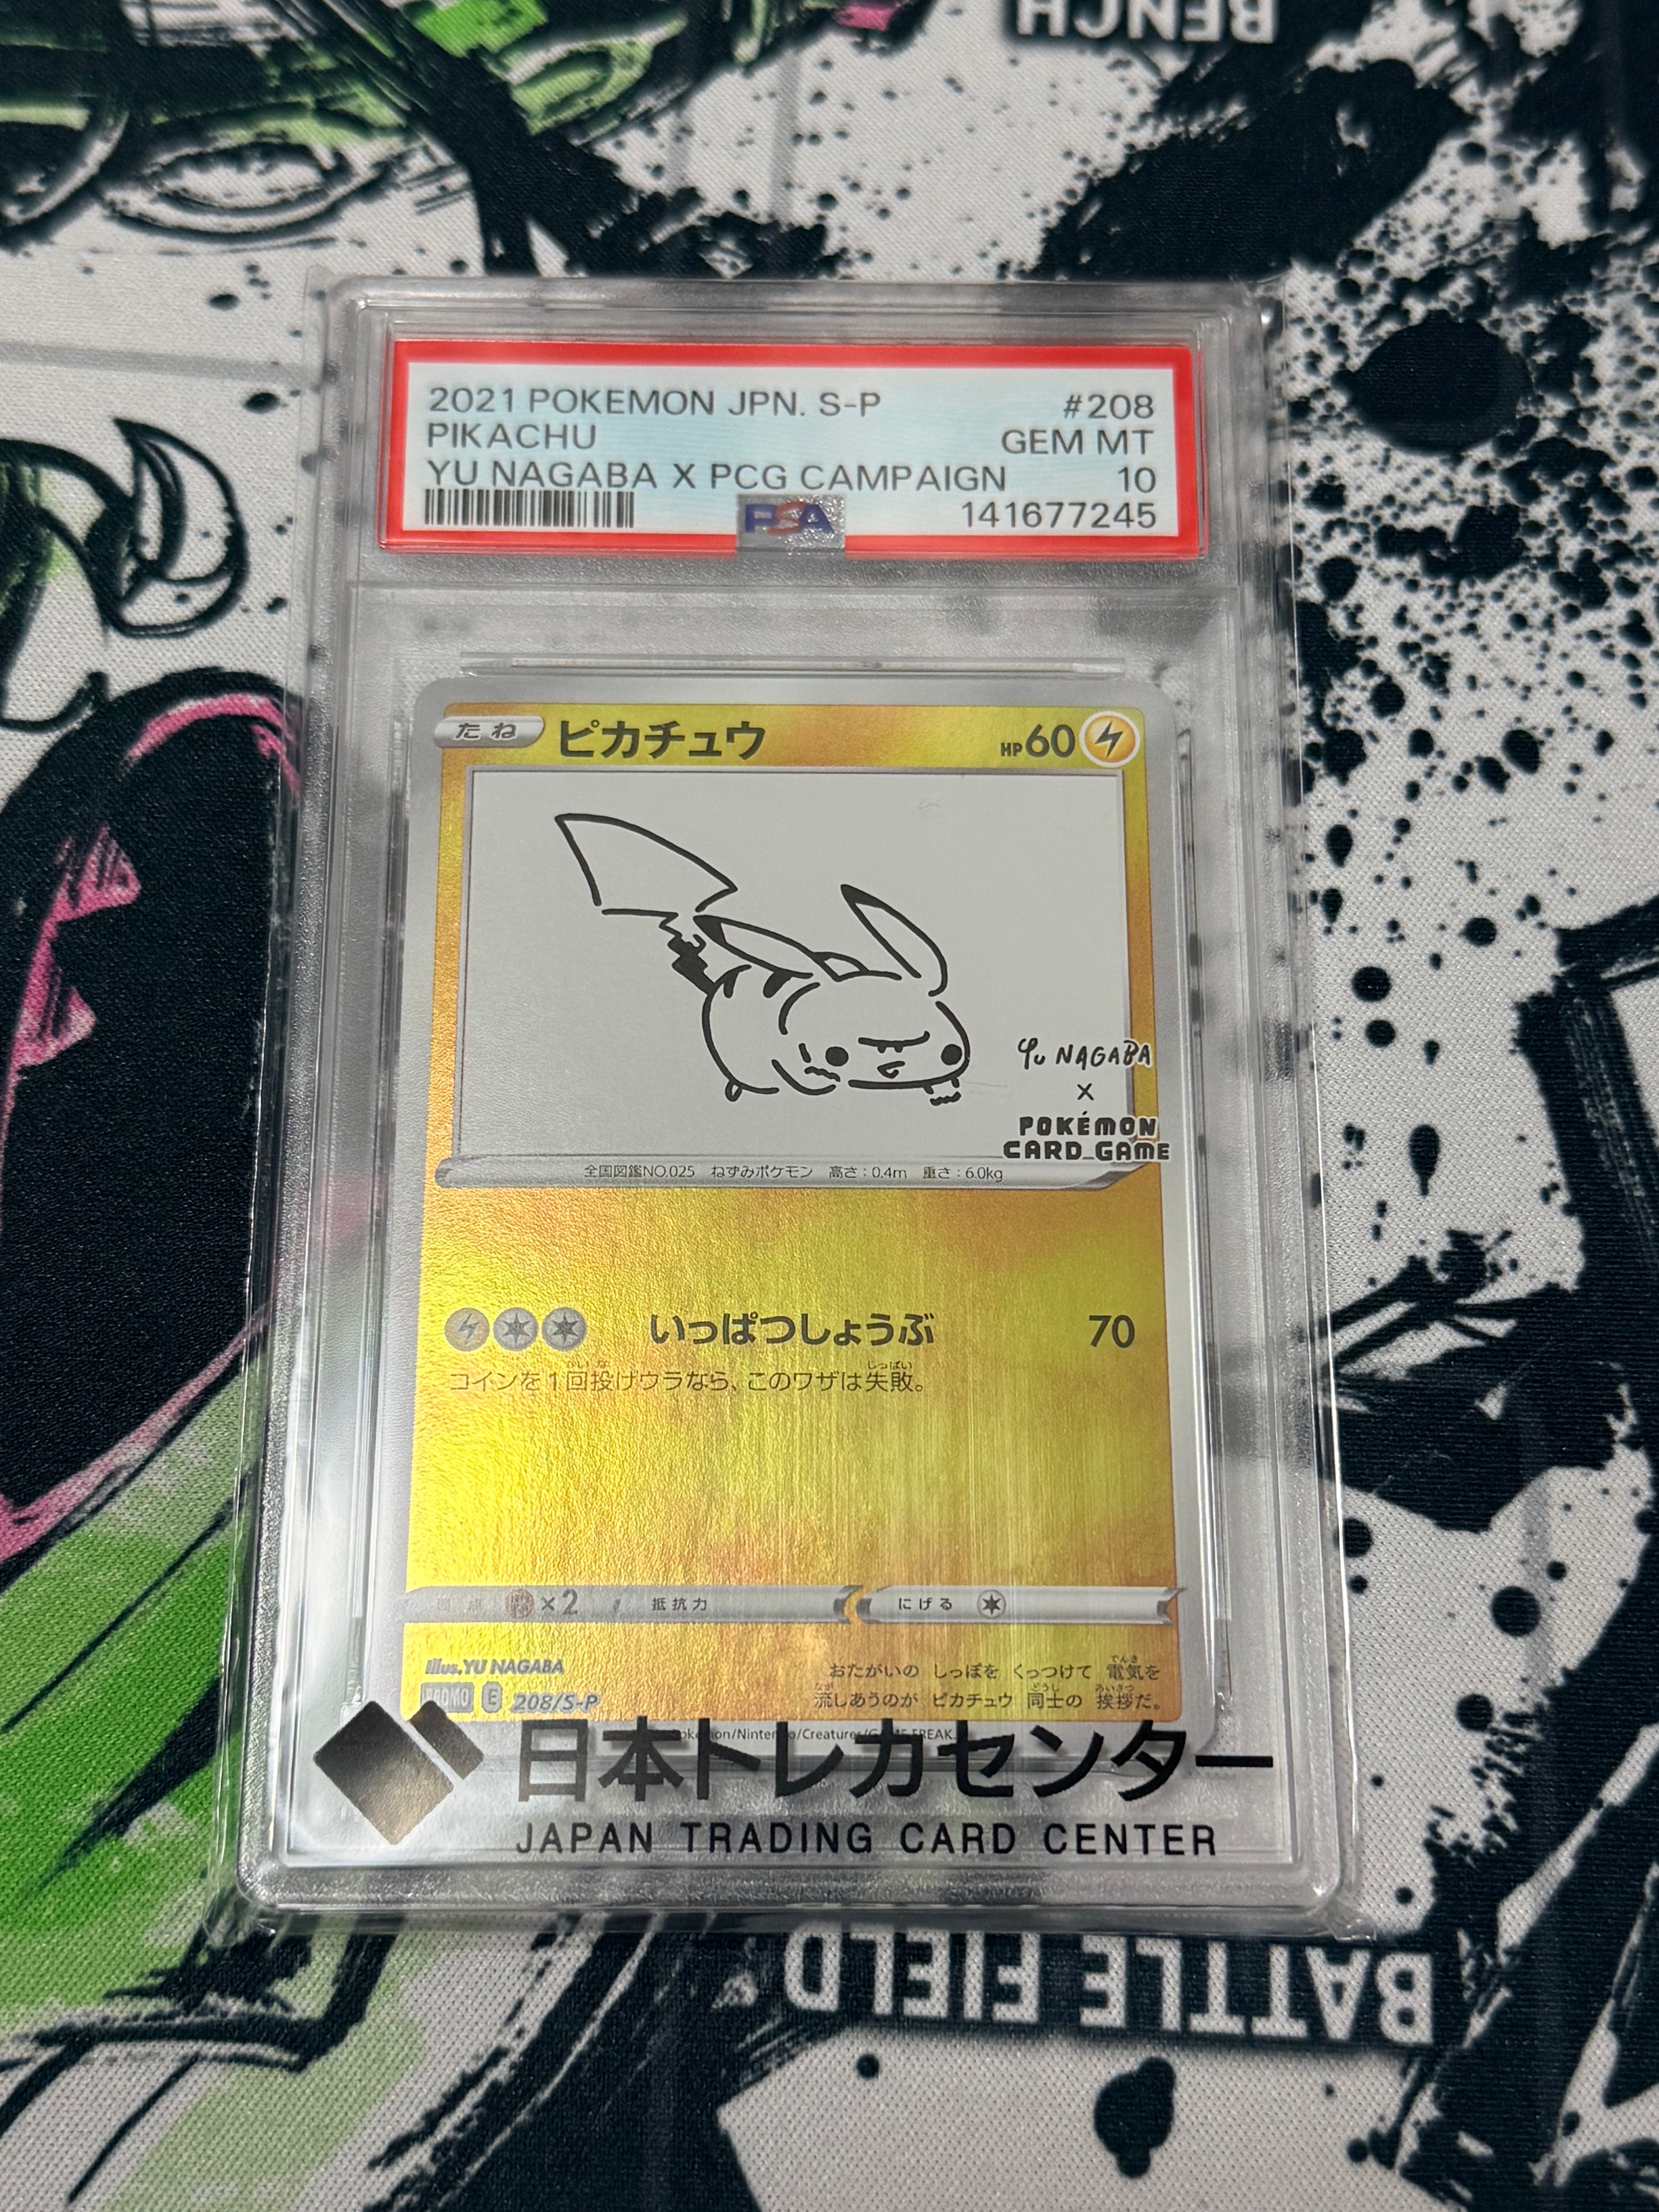 BENCH
2021 POKEMON JPN. S-P #208
PIKACHU GEM MT
YU NAGABA X PCG CAMPAIGN 10
PSA 141677245
たね ピカチュウ HP60
YU NAGABA
X
POKÉMON
CARD GAME
全国図鑑NO.025 ねずみポケモン 高さ:0.4m 重さ:6.0kg
いっぱつしょうぶ 70
コインを1回投げウラなら、このワザは失敗。
×2 抵抗力 にげる
Illus.YU NAGABA
おたがいの しっぽを くっつけて 電気を
PROMO E 208/S-P 流しあうのが ピカチュウ 同士の 挨拶だ。
Pokémon/Nintendo/Creatures/GAME FREAK.
日本トレカセンター
JAPAN TRADING CARD CENTER
BATTLE FIELD